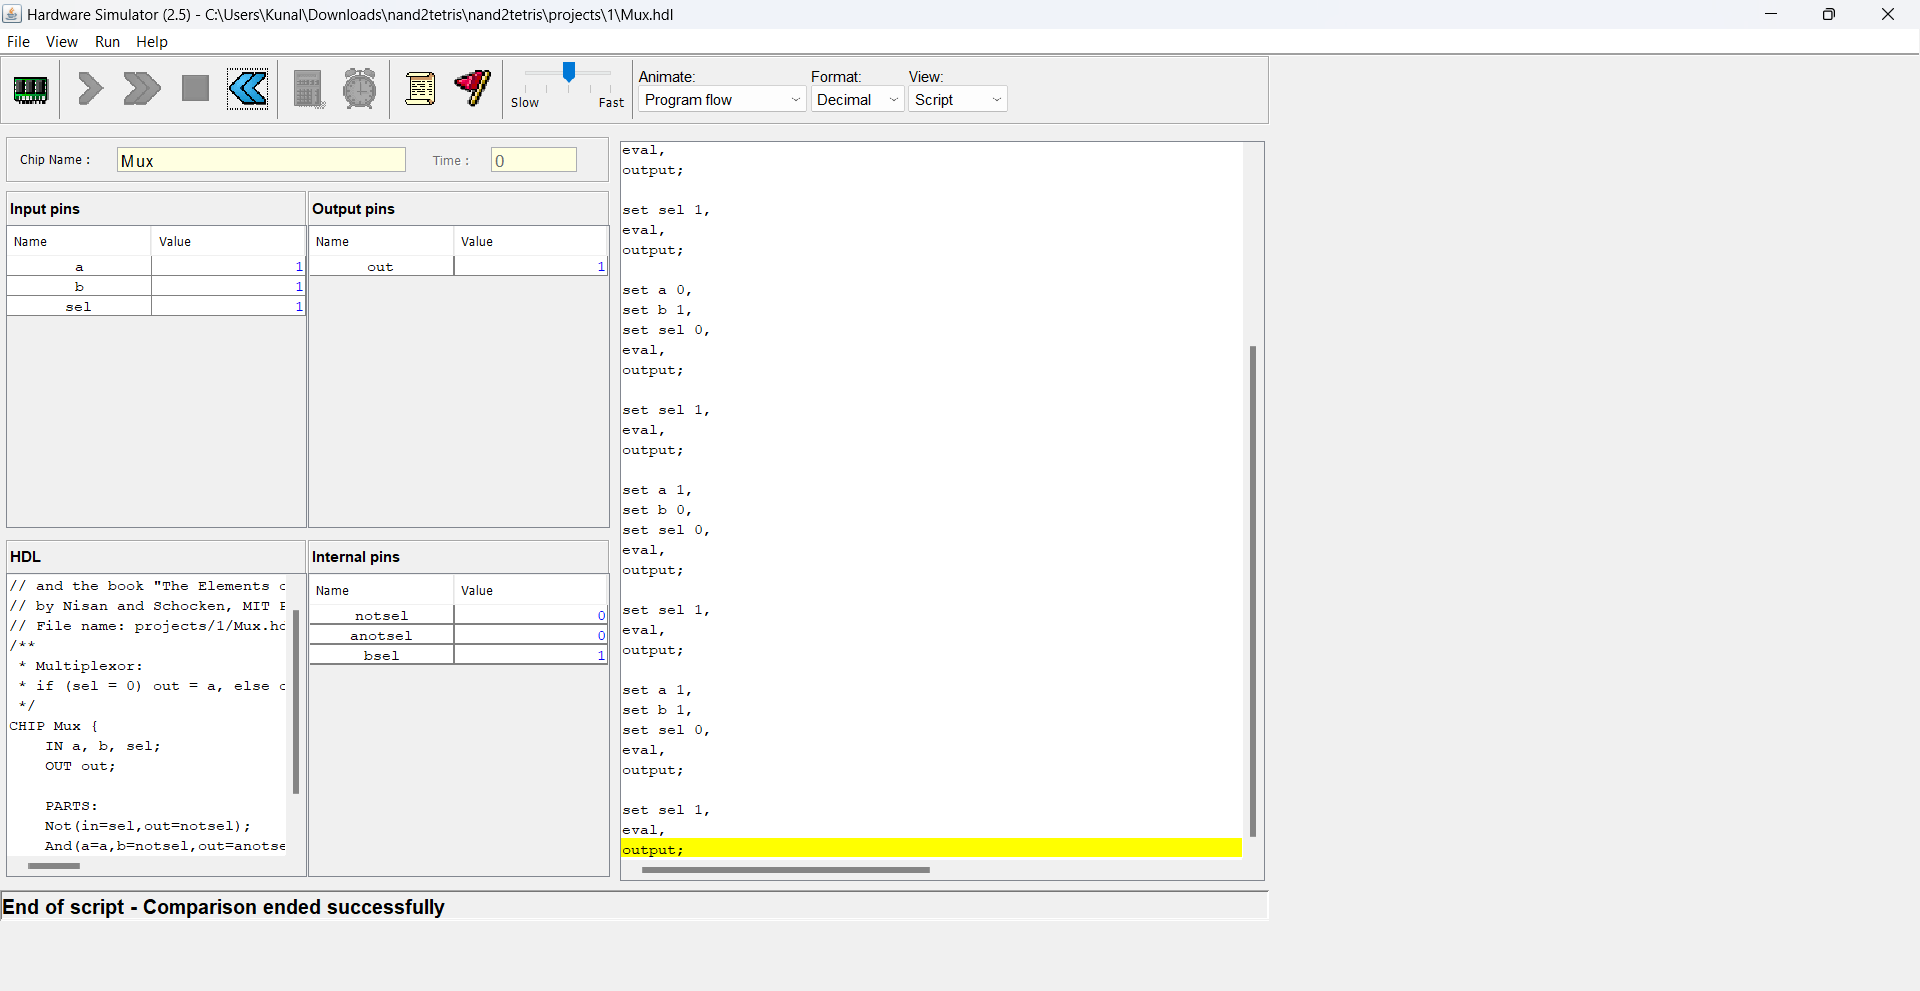 Hardware Simulator (2.5) - C:\Users\Kunal\Downloads\nand2tetris\nand2tetris\projects\1\Mux.hdl
File View Run Help
Slow Fast
Animate: Format: View:
Program flow Decimal Script
Chip Name : Mux Time : 0
Input pins
Name Value
a 1
b 1
sel 1
Output pins
Name Value
out 1
HDL
// and the book "The Elements
// by Nisan and Schocken, MIT
// File name: projects/1/Mux.hd
/**
* Multiplexor:
* if (sel = 0) out = a, else
*/
CHIP Mux {
IN a, b, sel;
OUT out;
PARTS:
Not(in=sel,out=notsel);
And(a=a,b=notsel,out=anotse
Internal pins
Name Value
notsel 0
anotsel 0
bsel 1
eval,
output;
set sel 1,
eval,
output;
set a 0,
set b 1,
set sel 0,
eval,
output;
set sel 1,
eval,
output;
set a 1,
set b 0,
set sel 0,
eval,
output;
set sel 1,
eval,
output;
set a 1,
set b 1,
set sel 0,
eval,
output;
set sel 1,
eval,
output;
End of script - Comparison ended successfully